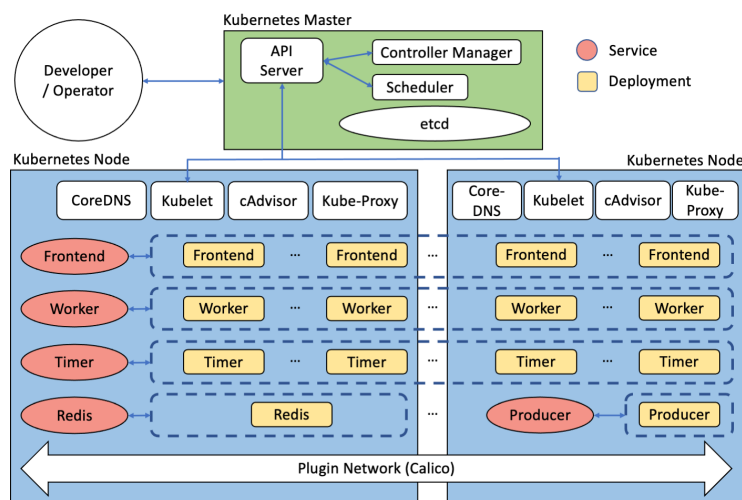 Kubernetes Master
API
Server
Controller Manager
Scheduler
etcd
Developer
/ Operator
Service
Deployment
Kubernetes Node
Kubernetes Node
CoreDNS
Kubelet
cAdvisor
Kube-Proxy
Core-
DNS
Kubelet
cAdvisor
Kube-
Proxy
Frontend
Frontend
...
Frontend
...
Frontend
...
Frontend
Worker
Worker
...
Worker
...
Worker
...
Worker
Timer
Timer
...
Timer
...
Timer
...
Timer
Redis
Redis
...
Producer
Producer
Plugin Network (Calico)